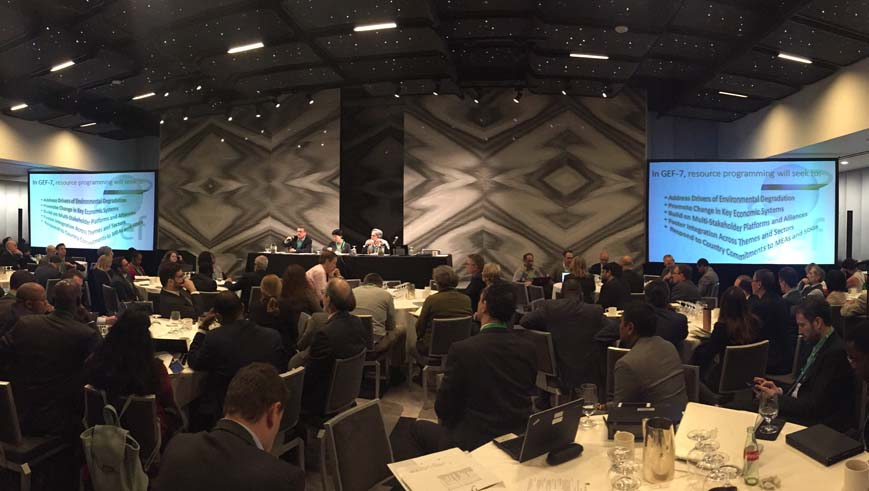 In GEF-7, resource programming will seek to:
Address Drivers of Environmental Degradation
Promote Change in Key Economic Systems
Build on Multi-Stakeholder Platforms and Alliances
Foster Integration Across Themes and Sectors
Respond to Country Commitments to MEAs and
In GEF-7, resource programming will seek to:
• Address Drivers of Environmental Degradation
• Promote Change in Key Economic Systems
• Build on Multi-Stakeholder Platforms and Alliances
• Foster Integration Across Themes and Sectors
• Respond to Country Commitments to MEAs and SDGs